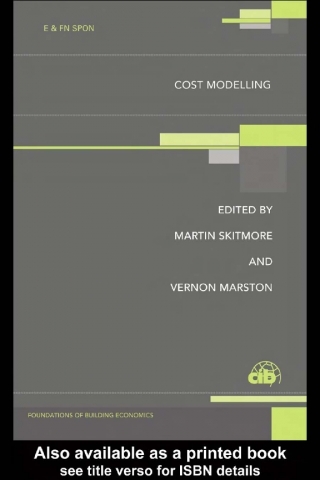 E & FN SPON
COST MODELLING
EDITED BY
MARTIN SKITMORE
AND
VERNON MARSTON
cib
FOUNDATIONS OF BUILDING ECONOMICS
Also available as a printed book
see title verso for ISBN details